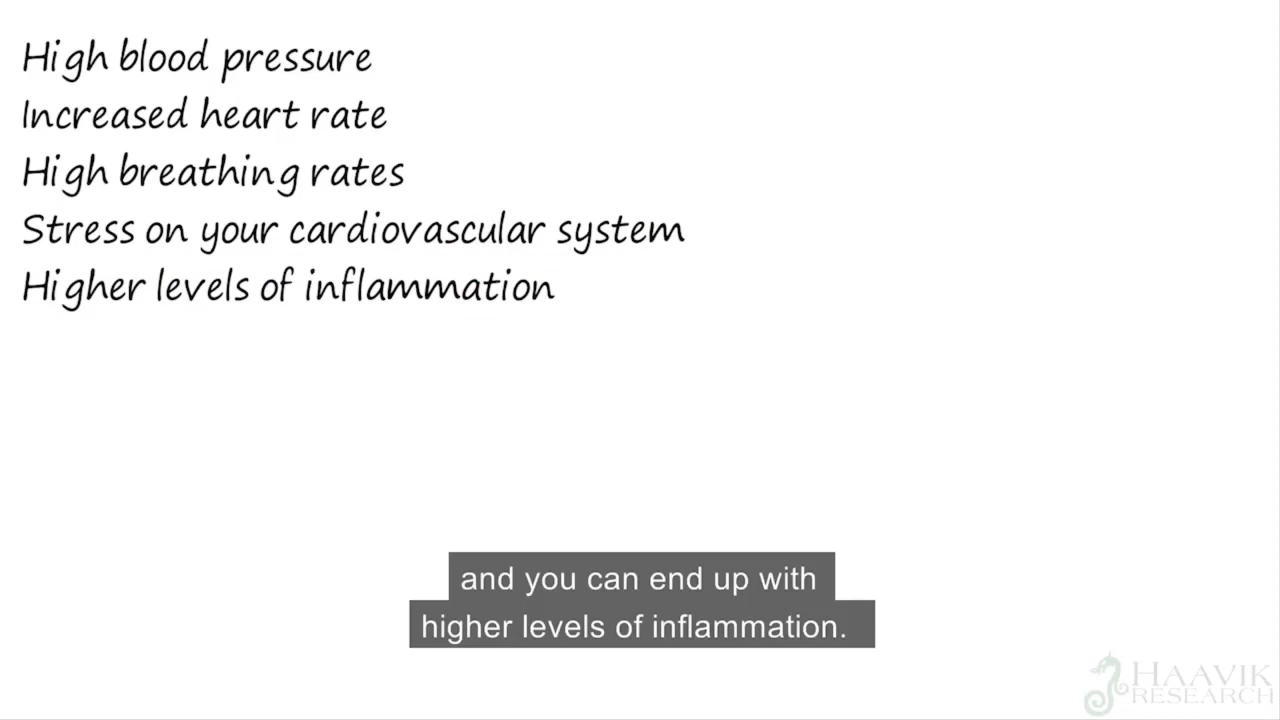 High blood pressure
Increased heart rate
High breathing rates
Stress on your cardiovascular system
Higher levels of inflammation
and you can end up with
higher levels of inflammation.
HAAVIK
RESEARCH